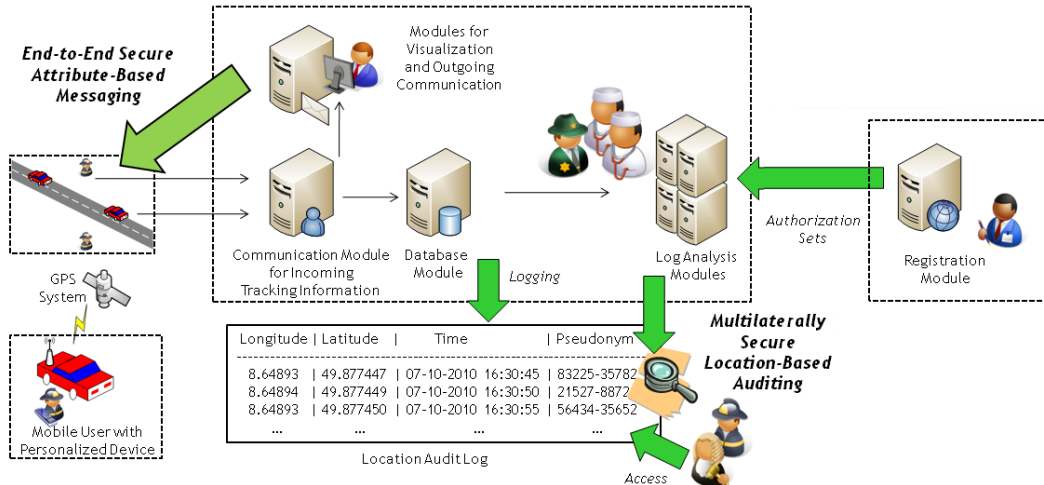 End-to-End Secure
Attribute-Based
Messaging
Modules for
Visualization
and Outgoing
Communication
Communication Module
for Incoming
Tracking Information
Database
Module
Log Analysis
Modules
Authorization
Sets
Registration
Module
GPS
System
Mobile User with
Personalized Device
Logging
Multilaterally
Secure
Location-Based
Auditing
Longitude | Latitude | Time | Pseudonym
8.64893 | 49.877447 | 07-10-2010 16:30:45 | 83225-35782
8.64894 | 49.877449 | 07-10-2010 16:30:50 | 21527-8872
8.64893 | 49.877450 | 07-10-2010 16:30:55 | 56434-35652
... ... ... ...
Location Audit Log
Access